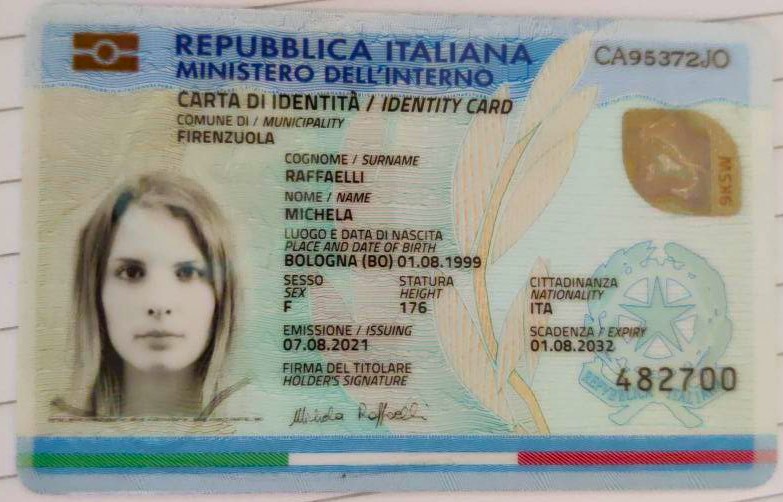 REPUBBLICA ITALIANA
MINISTERO DELL'INTERNO
CA95372JO
CARTA DI IDENTITÀ / IDENTITY CARD
COMUNE DI / MUNICIPALITY
FIRENZUOLA
COGNOME / SURNAME
RAFFAELLI
NOME / NAME
MICHELA
LUOGO E DATA DI NASCITA
PLACE AND DATE OF BIRTH
BOLOGNA (BO) 01.08.1999
SESSO
SEX
F
STATURA
HEIGHT
176
CITTADINANZA
NATIONALITY
ITA
EMISSIONE / ISSUING
07.08.2021
SCADENZA / EXPIRY
01.08.2032
FIRMA DEL TITOLARE
HOLDER'S SIGNATURE
482700
REPUBBLICA ITALIANA